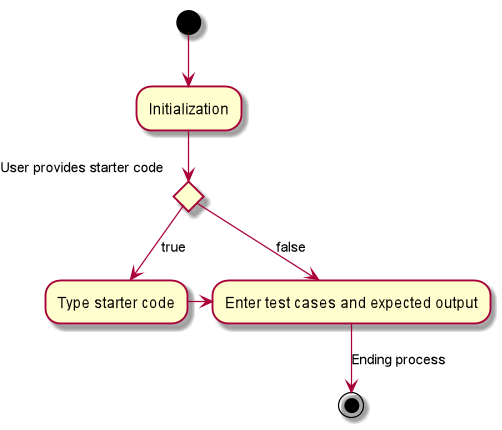 Initialization
User provides starter code
true
false
Type starter code
Enter test cases and expected output
Ending process